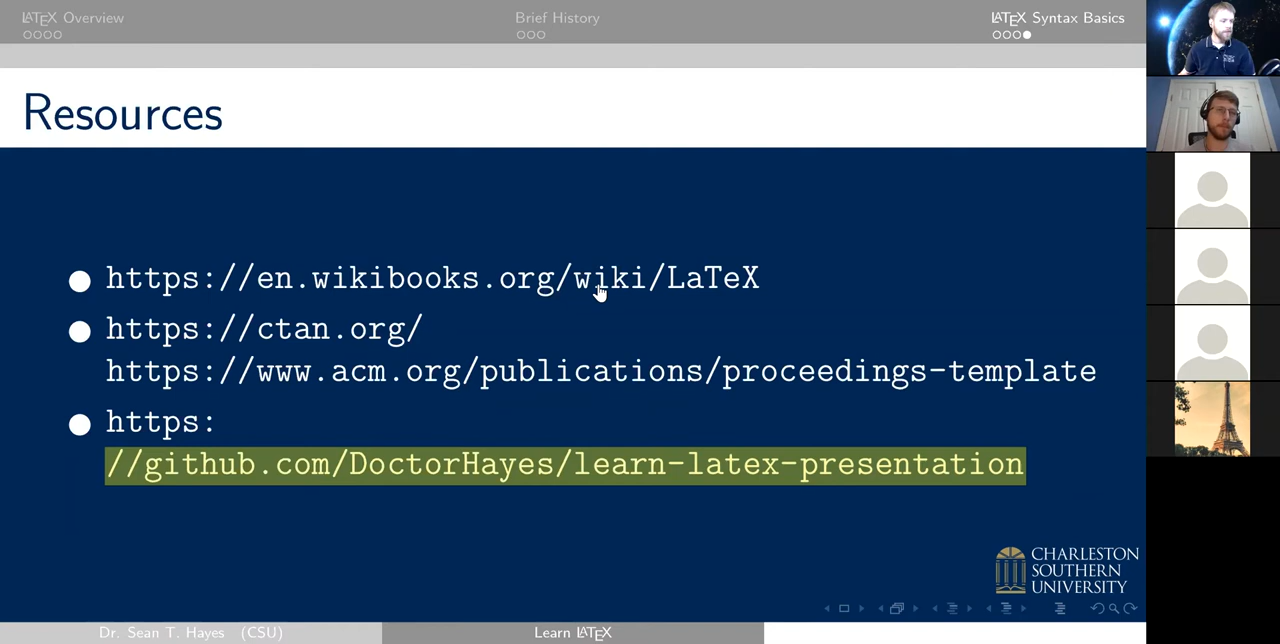 LATEX Overview
Brief History
LATEX Syntax Basics
Resources
https://en.wikibooks.org/wiki/LaTeX
https://ctan.org/
https://www.acm.org/publications/proceedings-template
https:
//github.com/DoctorHayes/learn-latex-presentation
CHARLESTON
SOUTHERN
UNIVERSITY
Dr. Sean T. Hayes (CSU)
Learn LATEX